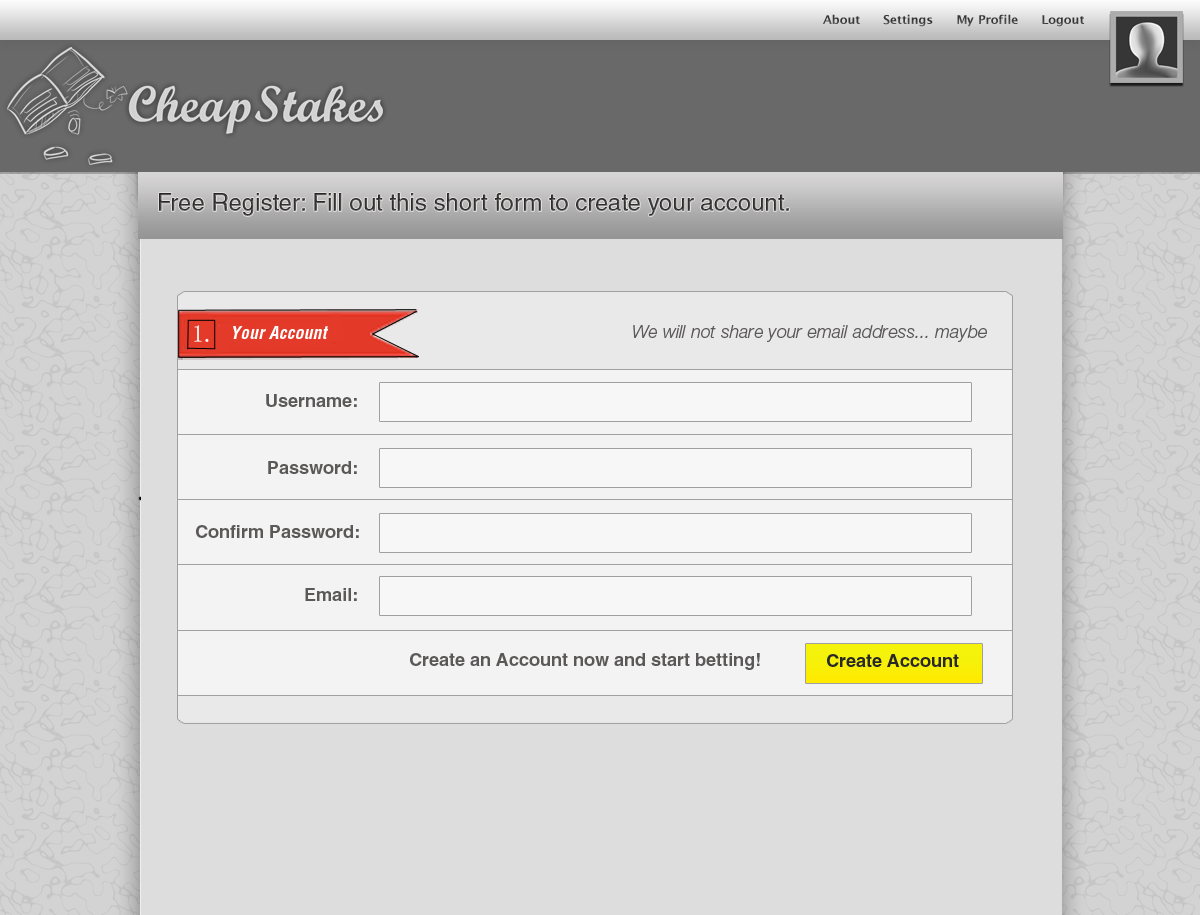 About Settings My Profile Logout
Cheap Stakes
Free Register: Fill out this short form to create your account.
1. Your Account
We will not share your email address... maybe
Username:
Password:
Confirm Password:
Email:
Create an Account now and start betting!
Create Account